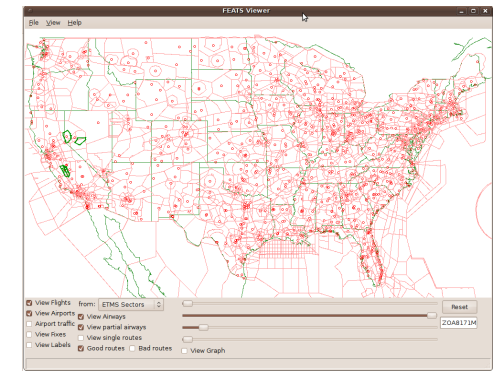 FEATS Viewer
File View Help
View Flights
View Airports
Airport traffic
View Fixes
View Labels
from: ETMS Sectors
View Airways
View partial airways
View single routes
Good routes Bad routes
View Graph
Reset
ZOA8171M